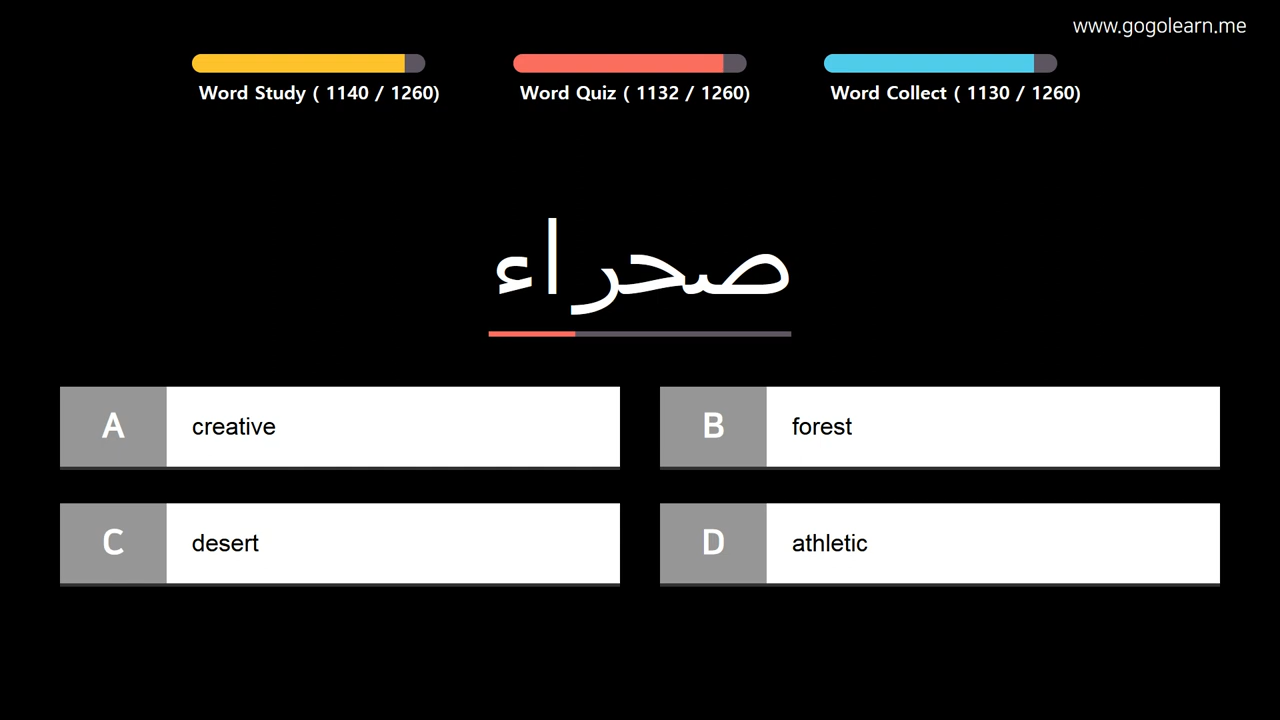 www.gogolearn.me
Word Study ( 1140 / 1260)
Word Quiz ( 1132 / 1260)
Word Collect ( 1130 / 1260)
صحراء
A creative
B forest
C desert
D athletic